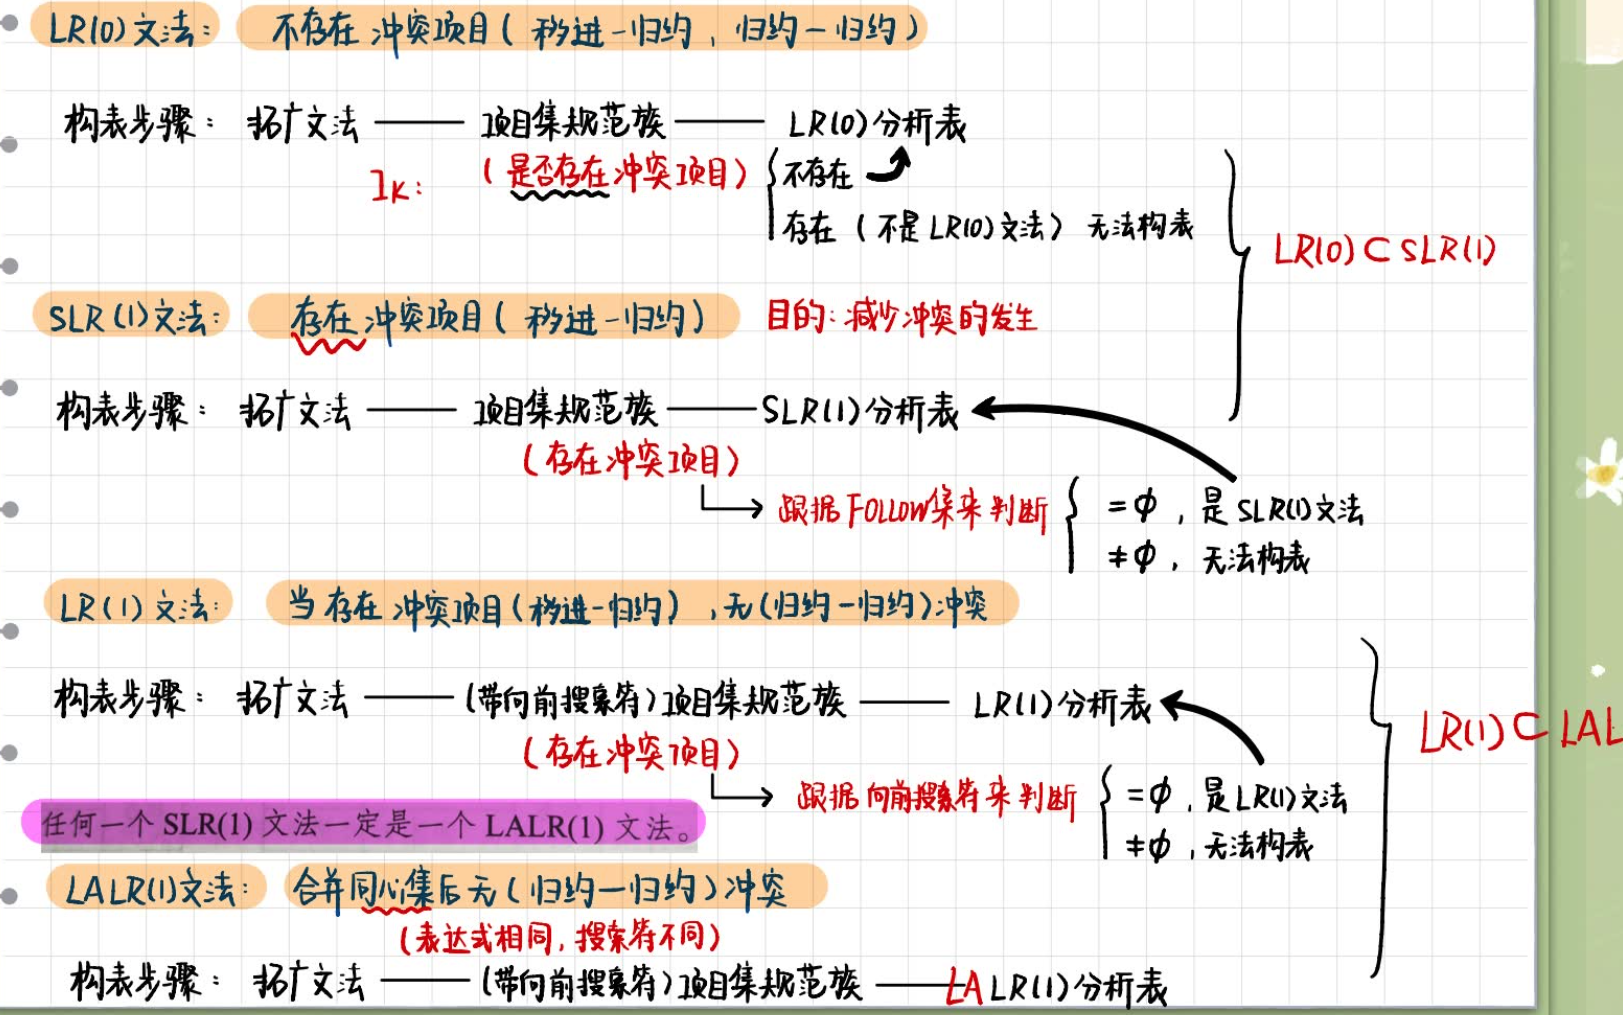 LR(0)文法: 不存在冲突项目(移进-归约, 归约-归约)
构表步骤: 拓广文法 —— 项目集规范族 —— LR(0)分析表
IK: (是否存在冲突项目) { 不存在
存在 (不是LR(0)文法) 无法构表
LR(0)⊂SLR(1)
SLR(1)文法: 存在冲突项目(移进-归约) 目的:减少冲突的发生
构表步骤: 拓广文法 —— 项目集规范族 —— SLR(1)分析表
(存在冲突项目)
跟据FOLLOW集来判断 { =φ, 是SLR(1)文法
≠φ, 无法构表
LR(1)文法: 当存在冲突项目(移进-归约), 无(归约-归约)冲突
构表步骤: 拓广文法 —— (带向前搜索符)项目集规范族 —— LR(1)分析表
(存在冲突项目)
LR(1)⊂LAL
跟据向前搜索符来判断 { =φ, 是LR(1)文法
≠φ, 无法构表
任何一个 SLR(1) 文法一定是一个 LALR(1) 文法。
LALR(1)文法: 合并同心集后无(归约-归约)冲突
(表达式相同, 搜索符不同)
构表步骤: 拓广文法 —— (带向前搜索符)项目集规范族 —— LALR(1)分析表